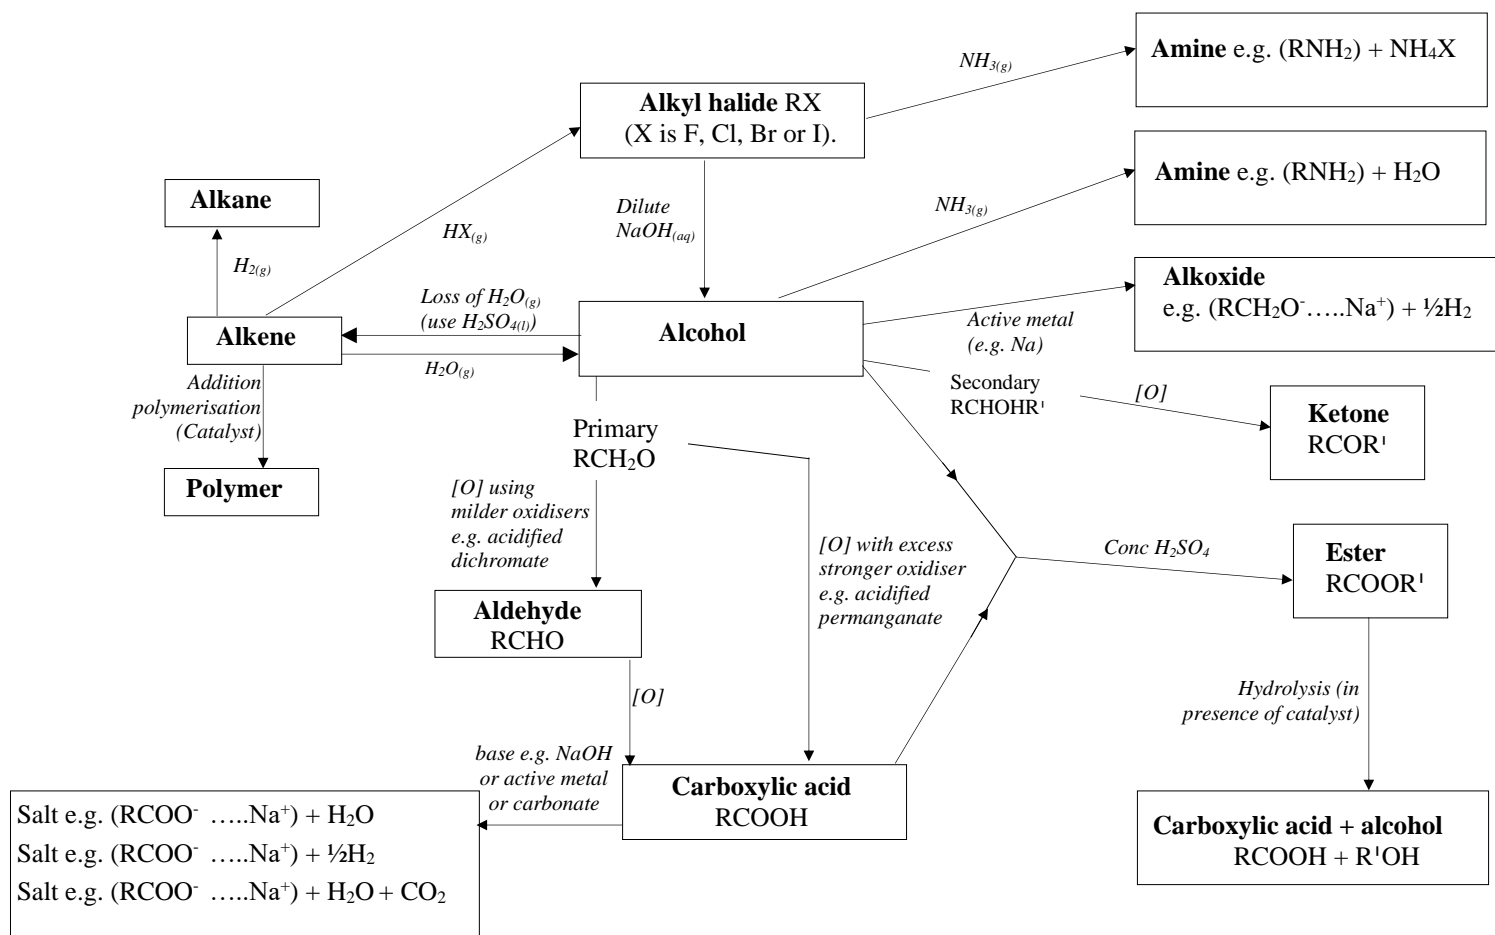 Amine e.g. (RNH₂) + NH₄X
NH₃₍g₎
Alkyl halide RX
(X is F, Cl, Br or I).
Amine e.g. (RNH₂) + H₂O
Alkane
NH₃₍g₎
Dilute
NaOH₍aq₎
HX₍g₎
H₂₍g₎
Alkoxide
e.g. (RCH₂O⁻…..Na⁺) + ½H₂
Loss of H₂O₍g₎
(use H₂SO₄₍l₎)
Alkene
Alcohol
Active metal
(e.g. Na)
H₂O₍g₎
Addition
polymerisation
(Catalyst)
Secondary
RCHOHRᴵ
[O]
Ketone
RCORᴵ
Primary
RCH₂O
Polymer
[O] using
milder oxidisers
e.g. acidified
dichromate
[O] with excess
stronger oxidiser
e.g. acidified
permanganate
Conc H₂SO₄
Ester
RCOORᴵ
Aldehyde
RCHO
[O]
Hydrolysis (in
presence of catalyst)
base e.g. NaOH
or active metal
or carbonate
Carboxylic acid
RCOOH
Salt e.g. (RCOO⁻ …..Na⁺) + H₂O
Salt e.g. (RCOO⁻ …..Na⁺) + ½H₂
Salt e.g. (RCOO⁻ …..Na⁺) + H₂O + CO₂
Carboxylic acid + alcohol
RCOOH + RᴵOH